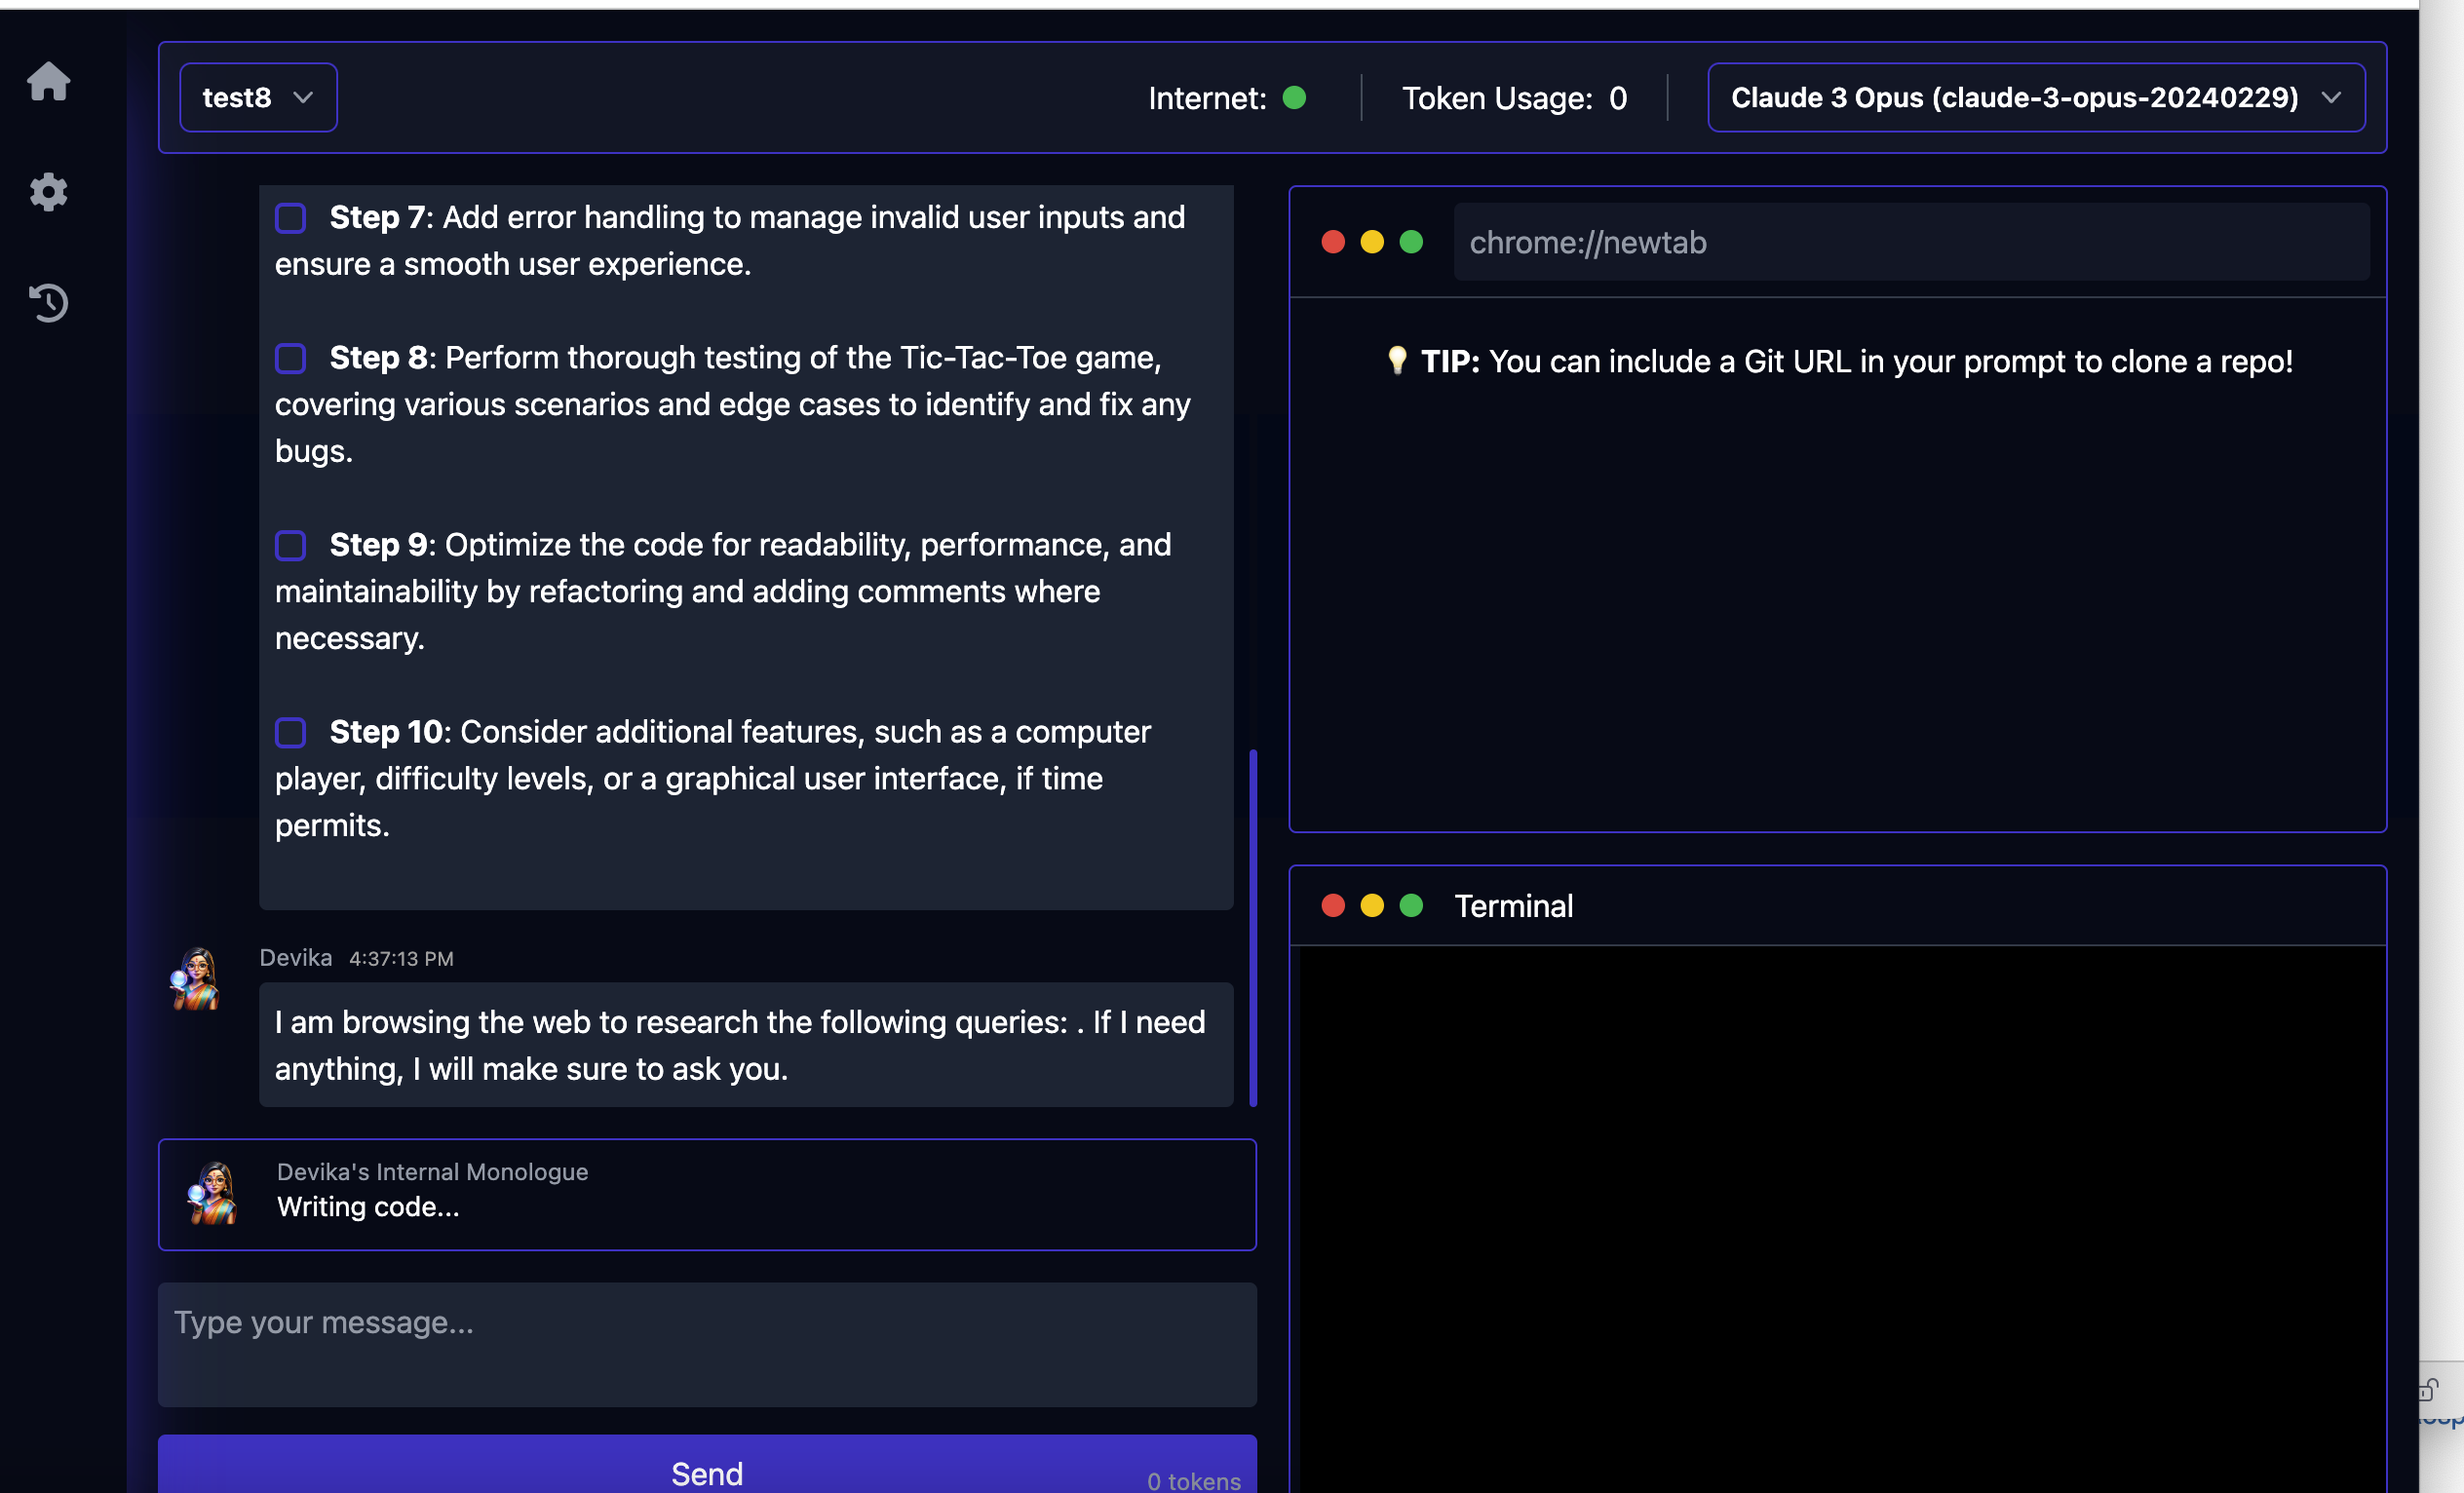 test8
Internet:
Token Usage: 0
Claude 3 Opus (claude-3-opus-20240229)
Step 7: Add error handling to manage invalid user inputs and
ensure a smooth user experience.
Step 8: Perform thorough testing of the Tic-Tac-Toe game,
covering various scenarios and edge cases to identify and fix any
bugs.
Step 9: Optimize the code for readability, performance, and
maintainability by refactoring and adding comments where
necessary.
Step 10: Consider additional features, such as a computer
player, difficulty levels, or a graphical user interface, if time
permits.
Devika 4:37:13 PM
I am browsing the web to research the following queries: . If I need
anything, I will make sure to ask you.
Devika's Internal Monologue
Writing code...
Type your message...
Send
0 tokens
chrome://newtab
💡 TIP: You can include a Git URL in your prompt to clone a repo!
Terminal